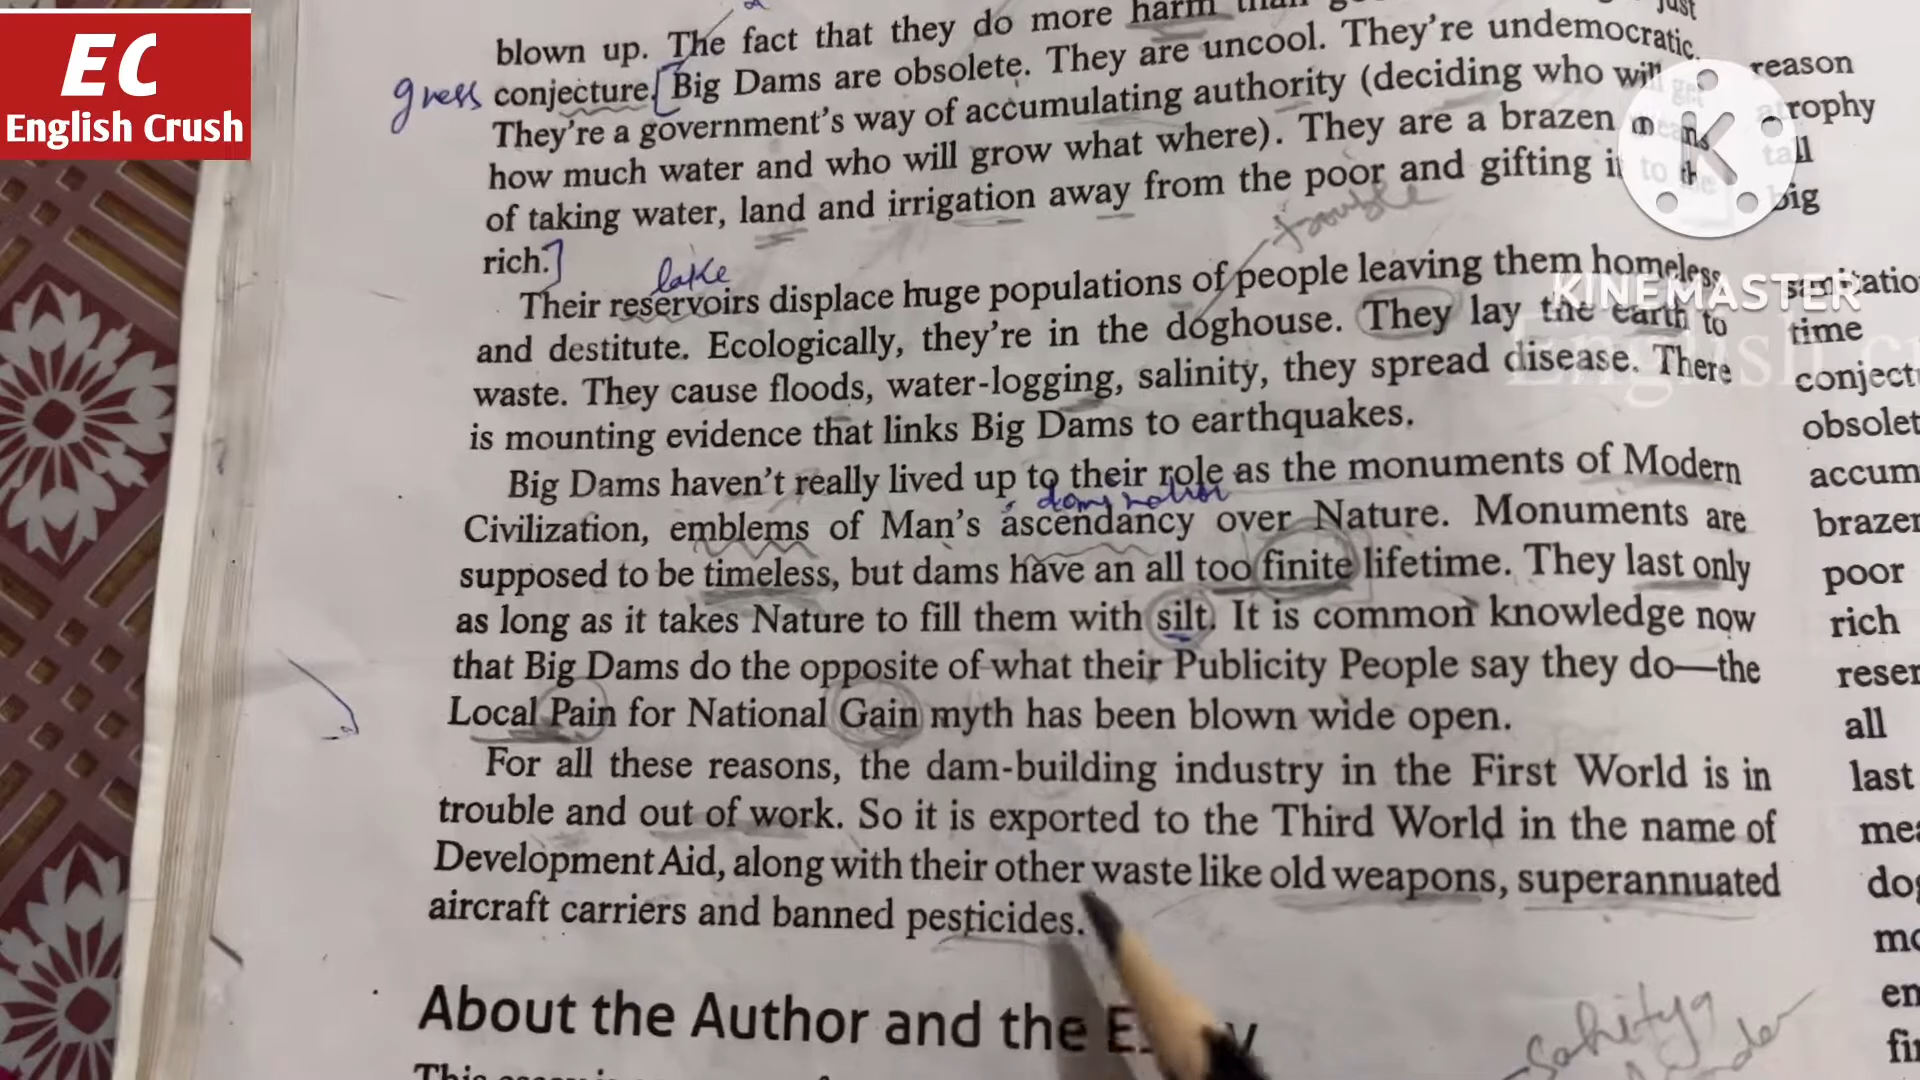 EC
English Crush
blown up. The fact that they do more harm than
guess conjecture. Big Dams are obsolete. They are uncool. They're undemocratic.
They're a government's way of accumulating authority (deciding who will get
how much water and who will grow what where). They are a brazen means
of taking water, land and irrigation away from the poor and gifting it to the
rich.
trouble
lake
Their reservoirs displace huge populations of people leaving them homeless
and destitute. Ecologically, they're in the doghouse. They lay the earth to
waste. They cause floods, water-logging, salinity, they spread disease. There
is mounting evidence that links Big Dams to earthquakes.
Big Dams haven't really lived up to their role as the monuments of Modern
Civilization, emblems of Man's ascendancy over Nature. Monuments are
supposed to be timeless, but dams have an all too finite lifetime. They last only
as long as it takes Nature to fill them with silt. It is common knowledge now
that Big Dams do the opposite of what their Publicity People say they do—the
Local Pain for National Gain myth has been blown wide open.
For all these reasons, the dam-building industry in the First World is in
trouble and out of work. So it is exported to the Third World in the name of
Development Aid, along with their other waste like old weapons, superannuated
aircraft carriers and banned pesticides.
About the Author and the
reason
tall
big
KINEMASTER
time
poor
rich
all
last